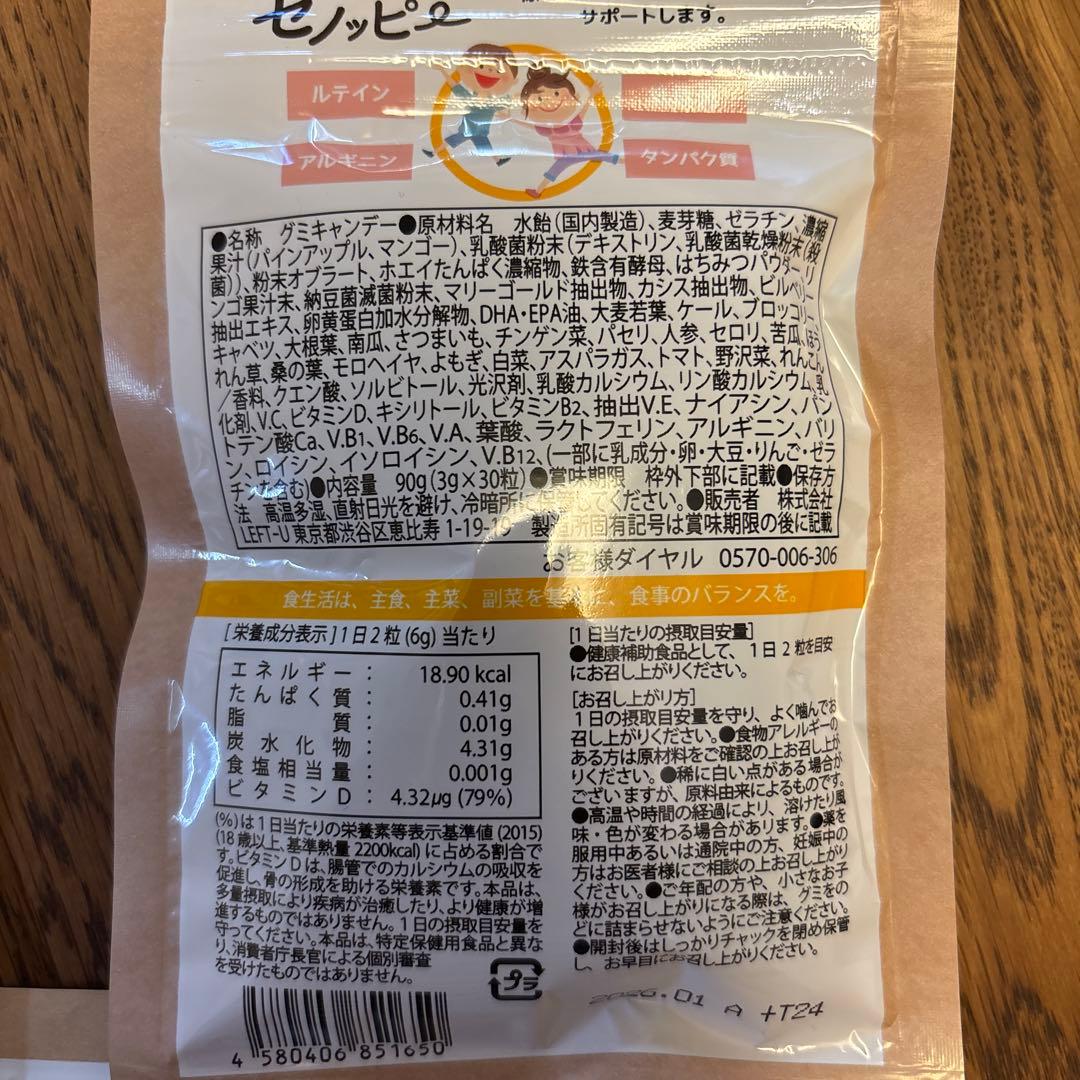 セノッピー
サポートします。
ルテイン
アルギニン
タンパク質
●名称 グミキャンデー●原材料名 水飴(国内製造)、麦芽糖、ゼラチン、濃縮
果汁(パインアップル、マンゴー)、乳酸菌粉末(デキストリン、乳酸菌乾燥粉末(殺
菌))、粉末オブラート、ホエイたんぱく濃縮物、鉄含有酵母、はちみつパウダー、リ
ンゴ果汁末、納豆菌滅菌粉末、マリーゴールド抽出物、カシス抽出物、ビルベリー
抽出エキス、卵黄蛋白加水分解物、DHA・EPA油、大麦若葉、ケール、ブロッコリー、
キャベツ、大根葉、南瓜、さつまいも、チンゲン菜、パセリ、人参、セロリ、苦瓜、ほう
れん草、桑の葉、モロヘイヤ、よもぎ、白菜、アスパラガス、トマト、野沢菜、れんこん
/香料、クエン酸、ソルビトール、光沢剤、乳酸カルシウム、リン酸カルシウム、乳
化剤、V.C、ビタミンD、キシリトール、ビタミンB2、抽出V.E、ナイアシン、パン
トテン酸Ca、V.B1、V.B6、V.A、葉酸、ラクトフェリン、アルギニン、バリ
ン、ロイシン、イソロイシン、V.B12、(一部に乳成分・卵・大豆・りんご・ゼラ
チンを含む)●内容量 90g(3g×30粒)●賞味期限 枠外下部に記載●保存方
法 高温多湿、直射日光を避け、冷暗所に保管してください。●販売者 株式会社
LEFT-U 東京都渋谷区恵比寿 1-19-19 製造所固有記号は賞味期限の後に記載
お客様ダイヤル 0570-006-306
食生活は、主食、主菜、副菜を基本に、食事のバランスを。
[栄養成分表示]1日2粒(6g)当たり
エネルギー: 18.90 kcal
たんぱく質: 0.41g
脂質: 0.01g
炭水化物: 4.31g
食塩相当量: 0.001g
ビタミンD: 4.32μg (79%)
(%)は1日当たりの栄養素等表示基準値(2015)
(18歳以上、基準熱量 2200kcal)に占める割合で
す。ビタミンDは、腸管でのカルシウムの吸収を
促進し、骨の形成を助ける栄養素です。本品は、
多量摂取により疾病が治癒したり、より健康が増
進するものではありません。1日の摂取目安量を
守ってください。本品は、特定保健用食品と異な
り、消費者庁長官による個別審査
を受けたものではありません。
[1日当たりの摂取目安量]
●健康補助食品として、1日2粒を目安
にお召し上がりください。
[お召し上がり方]
1日の摂取目安量を守り、よく噛んでお
召し上がりください。●食物アレルギーの
ある方は原材料をご確認の上お召し上が
りください。●稀に白い点がある場合が
ございますが、原料由来によるものです。
●高温や時間の経過により、溶けたり風
味・色が変わる場合があります。●薬を
服用中あるいは通院中の方、妊娠中の
方はお医者様にご相談の上お召し上がり
ください。●ご年配の方や、小さなお子
様がお召し上がりになる際は、グミをの
どに詰まらせないようにご注意ください。
●開封後はしっかりチャックを閉め保管
し、お早目にお召し上がりください。
プラ
2026.01 A +T24
4 580406 851650